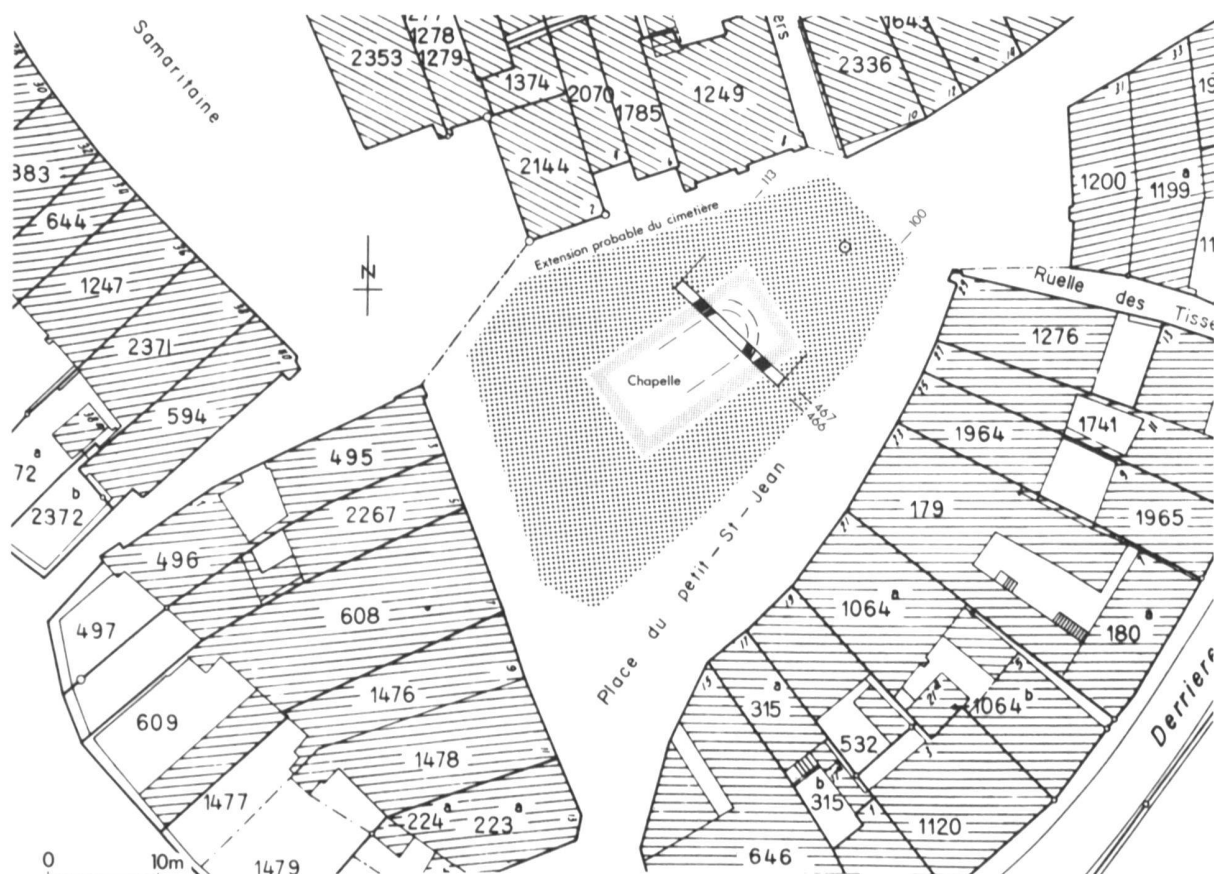 Samaritaine
ers
1278
1279
2353
1374
2070
1785
1249
1643
2336
2144
113
100
Extension probable du cimetière
N
Chapelle
467
466
Place du petit-St-Jean
Ruelle des Tisse
Derriere
383
644
1247
2371
594
72 a
2372 b
495
496
2267
497
608
609
1476
1477
1478
1479
224 a
223 a
1200
1199 a
1276
1741
1964
179
1965
180 a
1064 a
1064 b
315 a
315 b
532
1120
646
0 10m